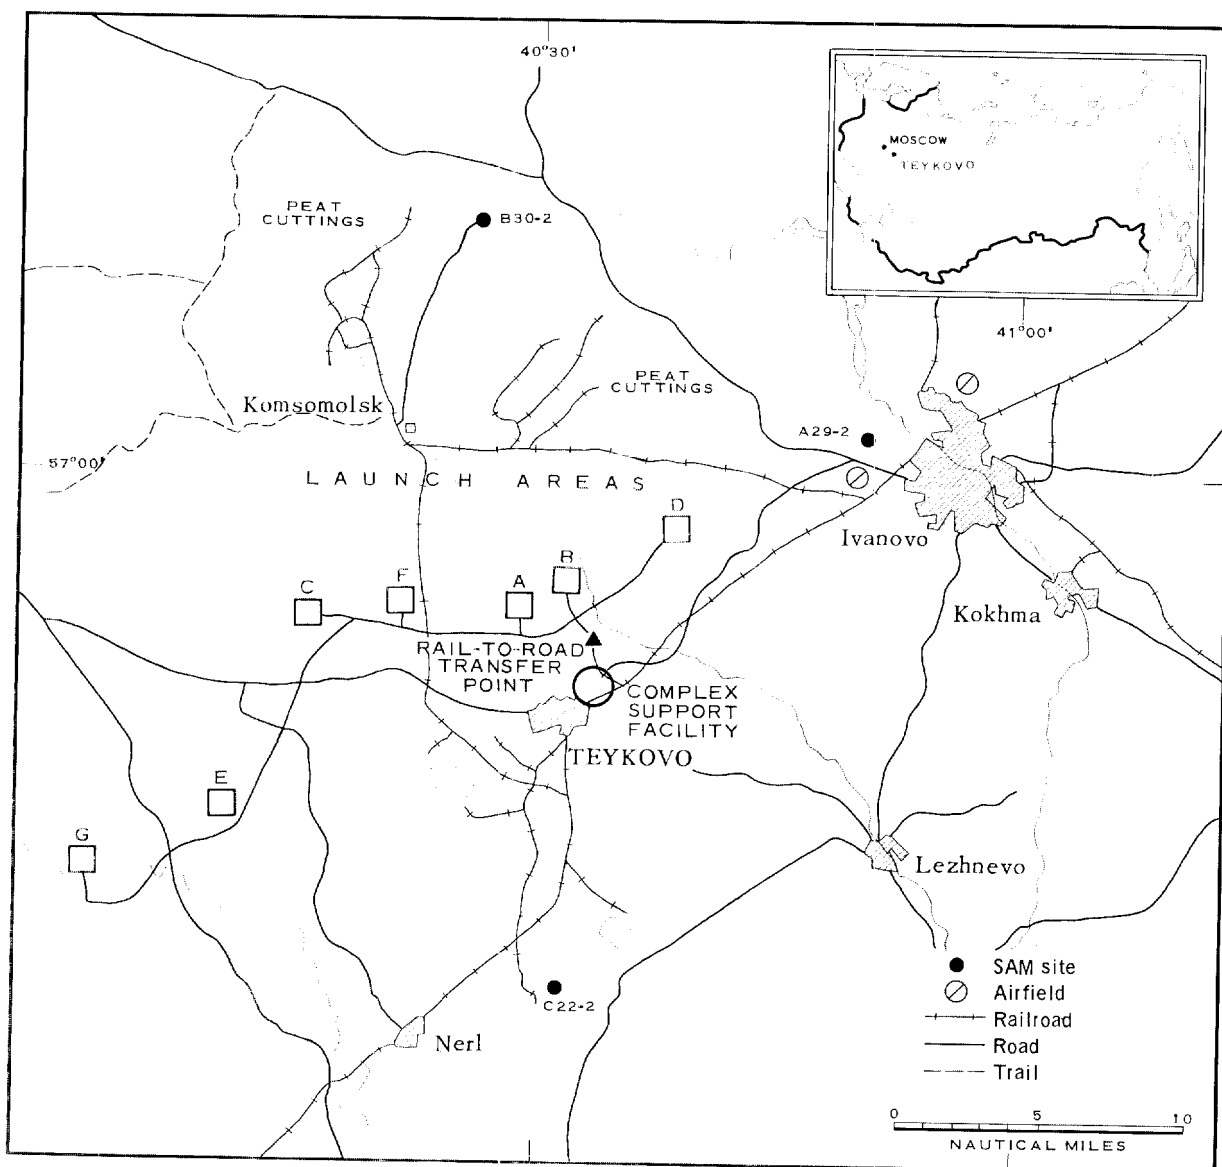 40°30'
MOSCOW
TEYKOVO
PEAT
CUTTINGS
B30-2
41°00'
PEAT
CUTTINGS
Komsomolsk
A29-2
57°00'
LAUNCH AREAS
D
Ivanovo
B
C
F
A
Kokhma
RAIL-TO-ROAD
TRANSFER
POINT
COMPLEX
SUPPORT
FACILITY
TEYKOVO
E
G
Lezhnevo
SAM site
Airfield
C22-2
Railroad
Nerl
Road
Trail
0 5 10
NAUTICAL MILES